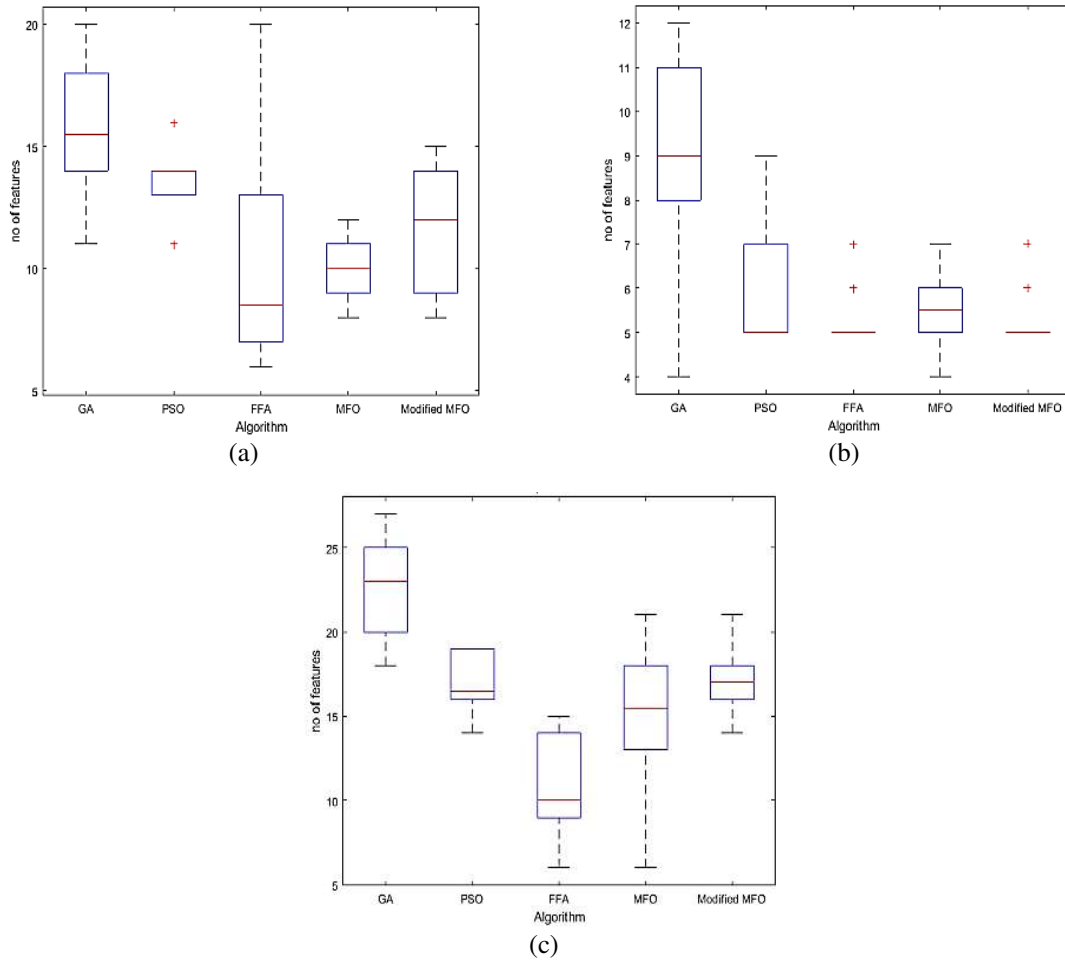 20
15
10
5
no of features
GA PSO FFA MFO Modified MFO
Algorithm
(a)
12
11
10
9
8
7
6
5
4
no of features
GA PSO FFA MFO Modified MFO
Algorithm
(b)
25
20
15
10
5
no of features
GA PSO FFA MFO Modified MFO
Algorithm
(c)